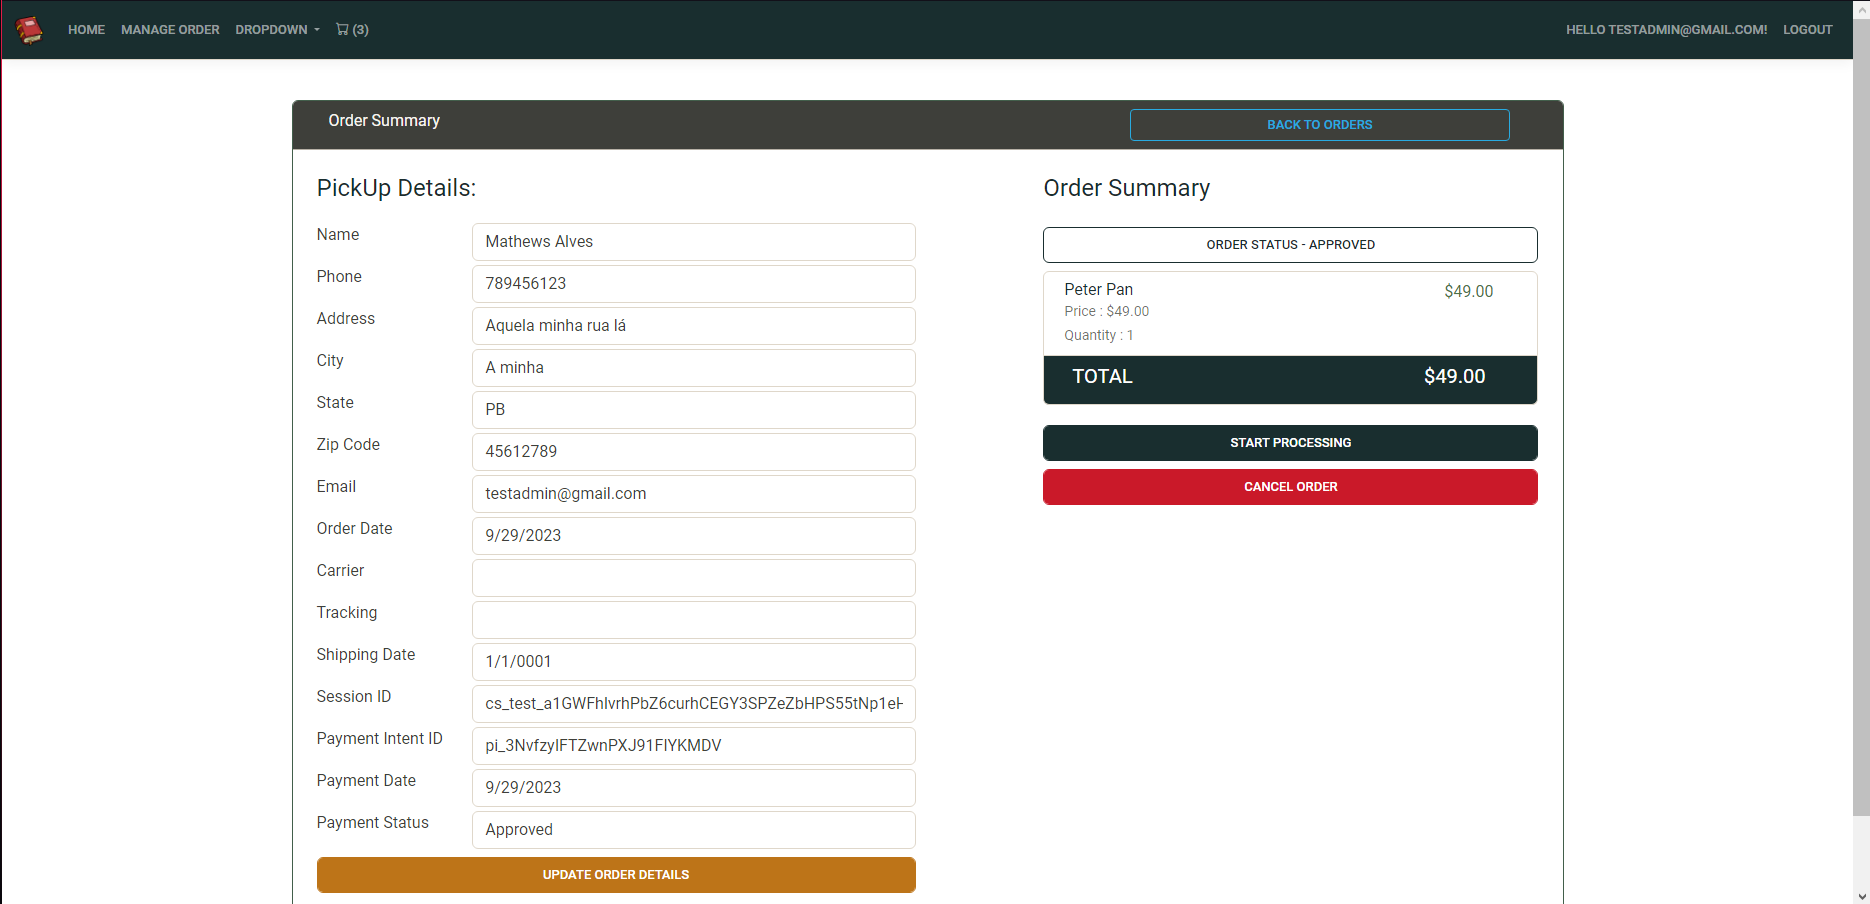 HOME MANAGE ORDER DROPDOWN (3) HELLO TESTADMIN@GMAIL.COM! LOGOUT
Order Summary BACK TO ORDERS
PickUp Details:
Name Mathews Alves
Phone 789456123
Address Aquela minha rua lá
City A minha
State PB
Zip Code 45612789
Email testadmin@gmail.com
Order Date 9/29/2023
Carrier
Tracking
Shipping Date 1/1/0001
Session ID cs_test_a1GWFhlvrhPbZ6curhCEGY3SPZeZbHPS55tNp1eH
Payment Intent ID pi_3NvfzyIFTZwnPXJ91FIYKMDV
Payment Date 9/29/2023
Payment Status Approved
UPDATE ORDER DETAILS
Order Summary
ORDER STATUS - APPROVED
Peter Pan $49.00
Price : $49.00
Quantity : 1
TOTAL $49.00
START PROCESSING
CANCEL ORDER